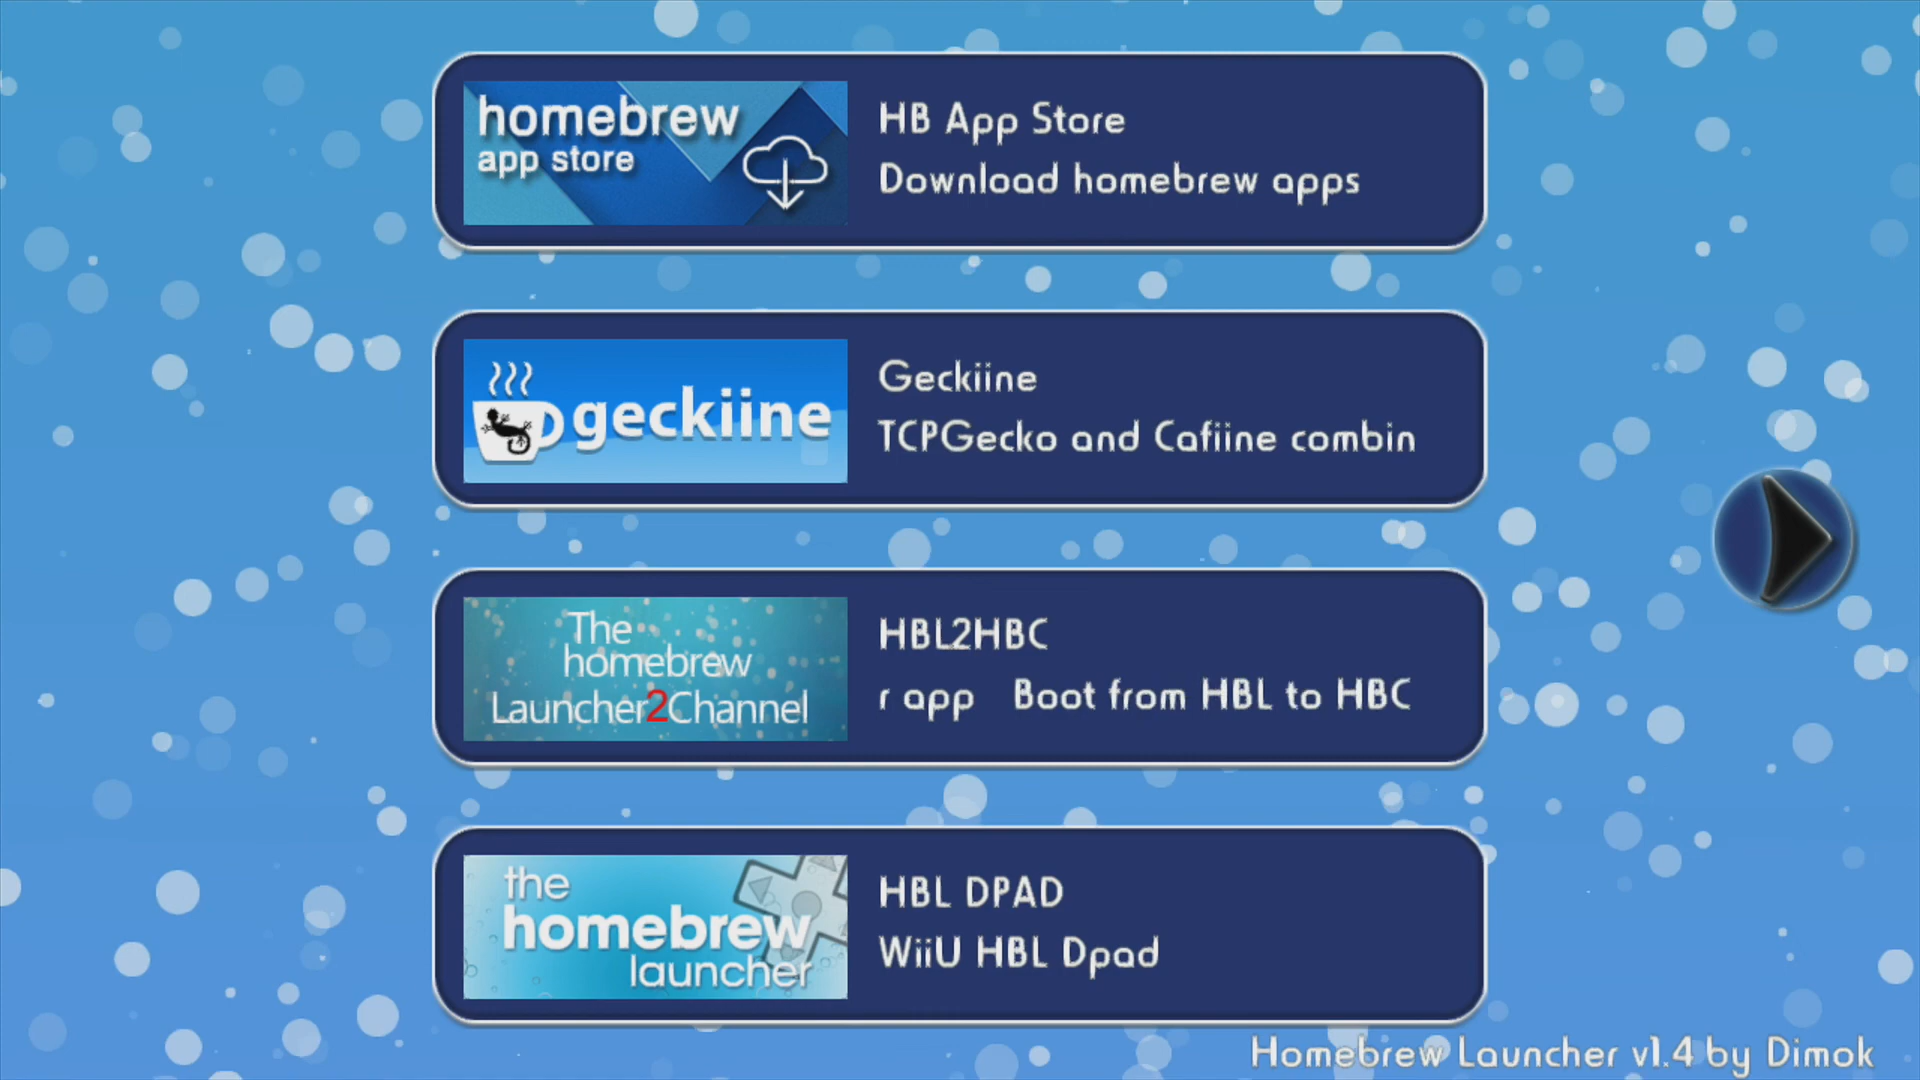 homebrew
app store
HB App Store
Download homebrew apps
geckiine
Geckiine
TCPGecko and Cafiine combin
The
homebrew
Launcher2Channel
HBL2HBC
r app Boot from HBL to HBC
the
homebrew
launcher
HBL DPAD
WiiU HBL Dpad
Homebrew Launcher v1.4 by Dimok